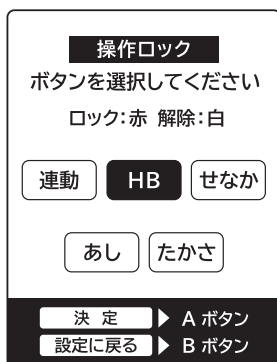 操作ロック
ボタンを選択してください
ロック:赤 解除:白
連動 HB せなか
あし たかさ
決 定 ▶ A ボタン
設定に戻る ▶ B ボタン